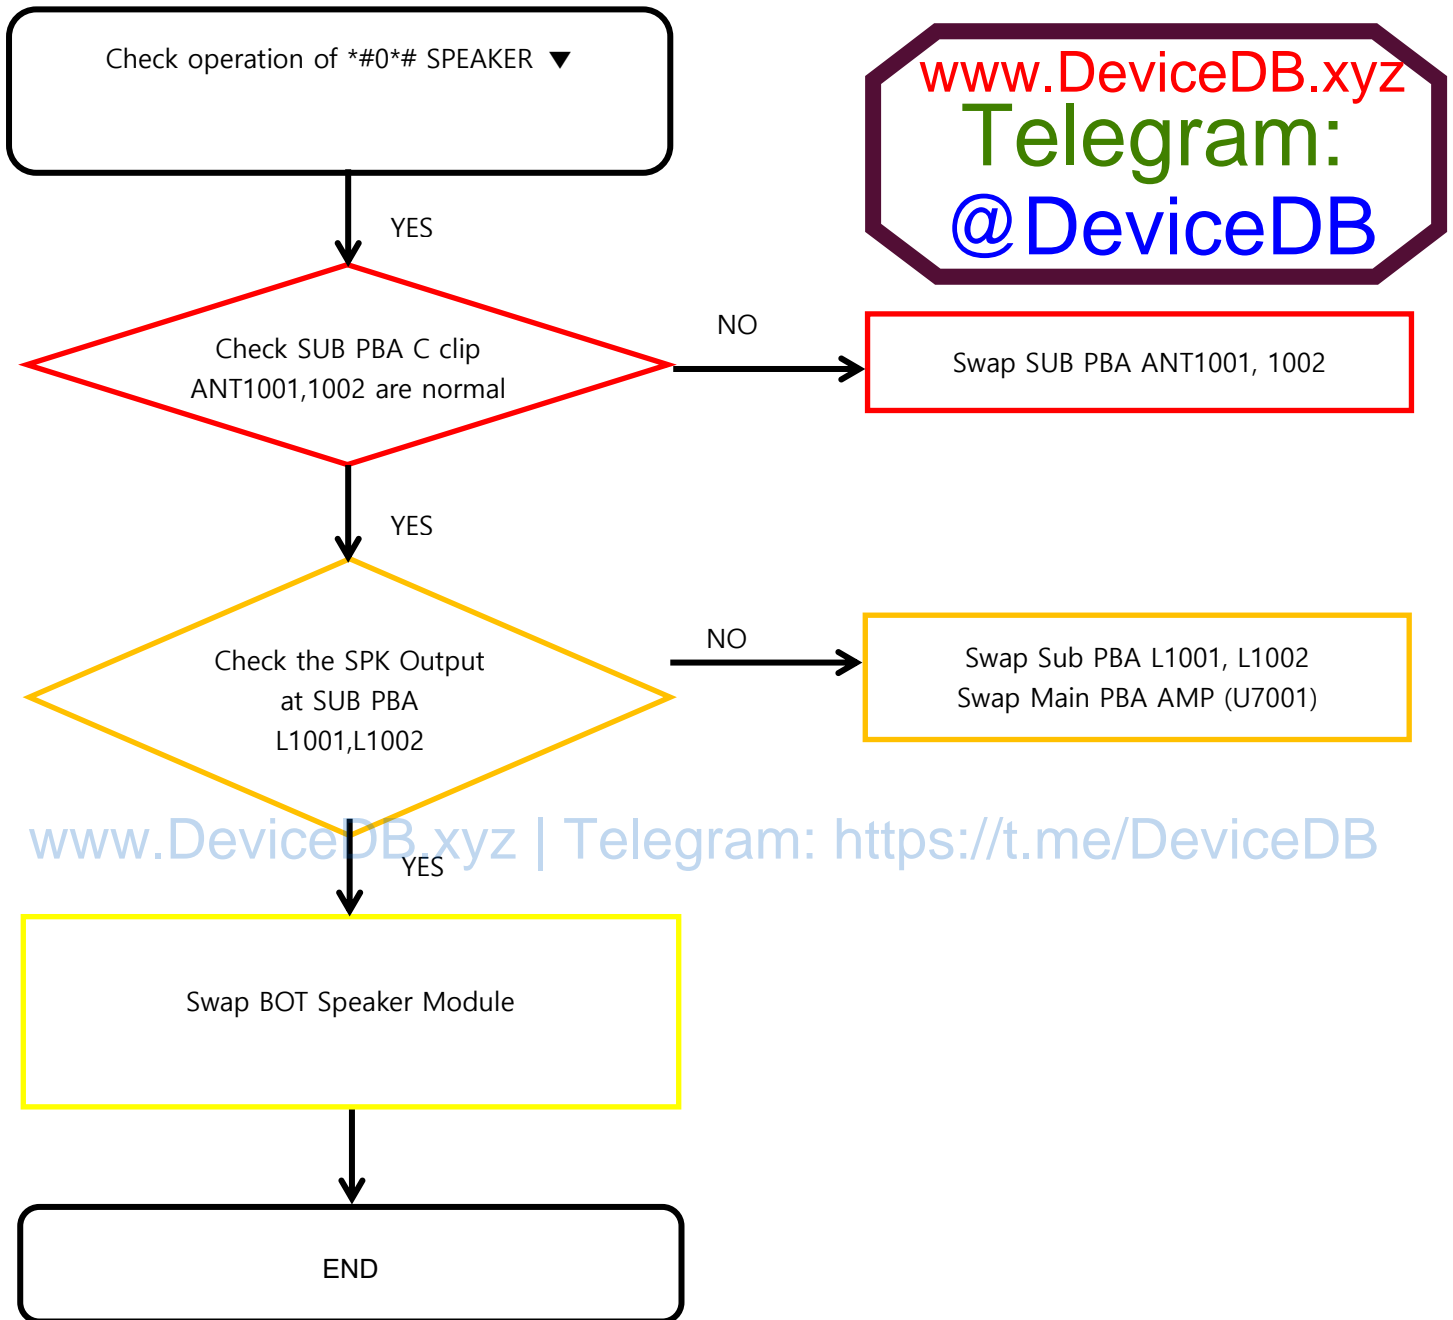 Check operation of *#0*# SPEAKER ▼
www.DeviceDB.xyz
Telegram:
@DeviceDB
YES
Check SUB PBA C clip
ANT1001,1002 are normal
NO
Swap SUB PBA ANT1001, 1002
YES
Check the SPK Output
at SUB PBA
L1001,L1002
NO
Swap Sub PBA L1001, L1002
Swap Main PBA AMP (U7001)
www.DeviceDB.xyz | Telegram: https://t.me/DeviceDB
YES
Swap BOT Speaker Module
END